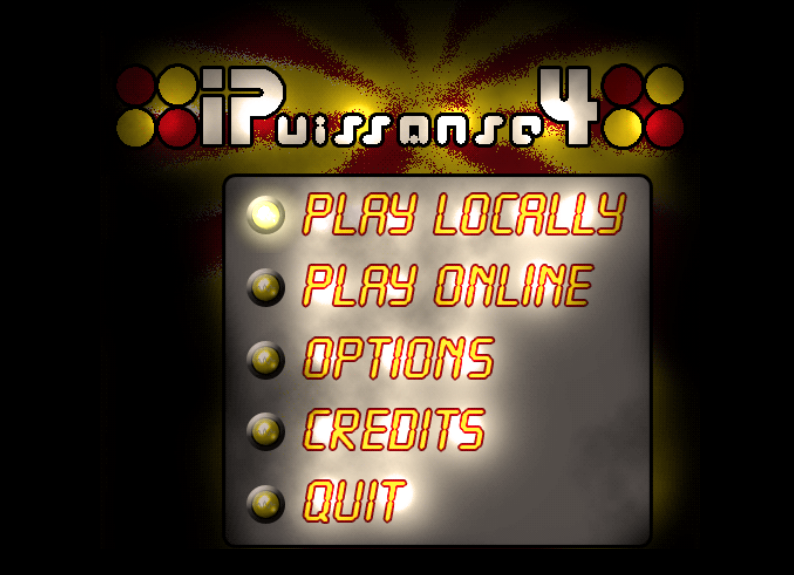 iPuissanse4
PLAY LOCALLY
PLAY ONLINE
OPTIONS
CREDITS
QUIT